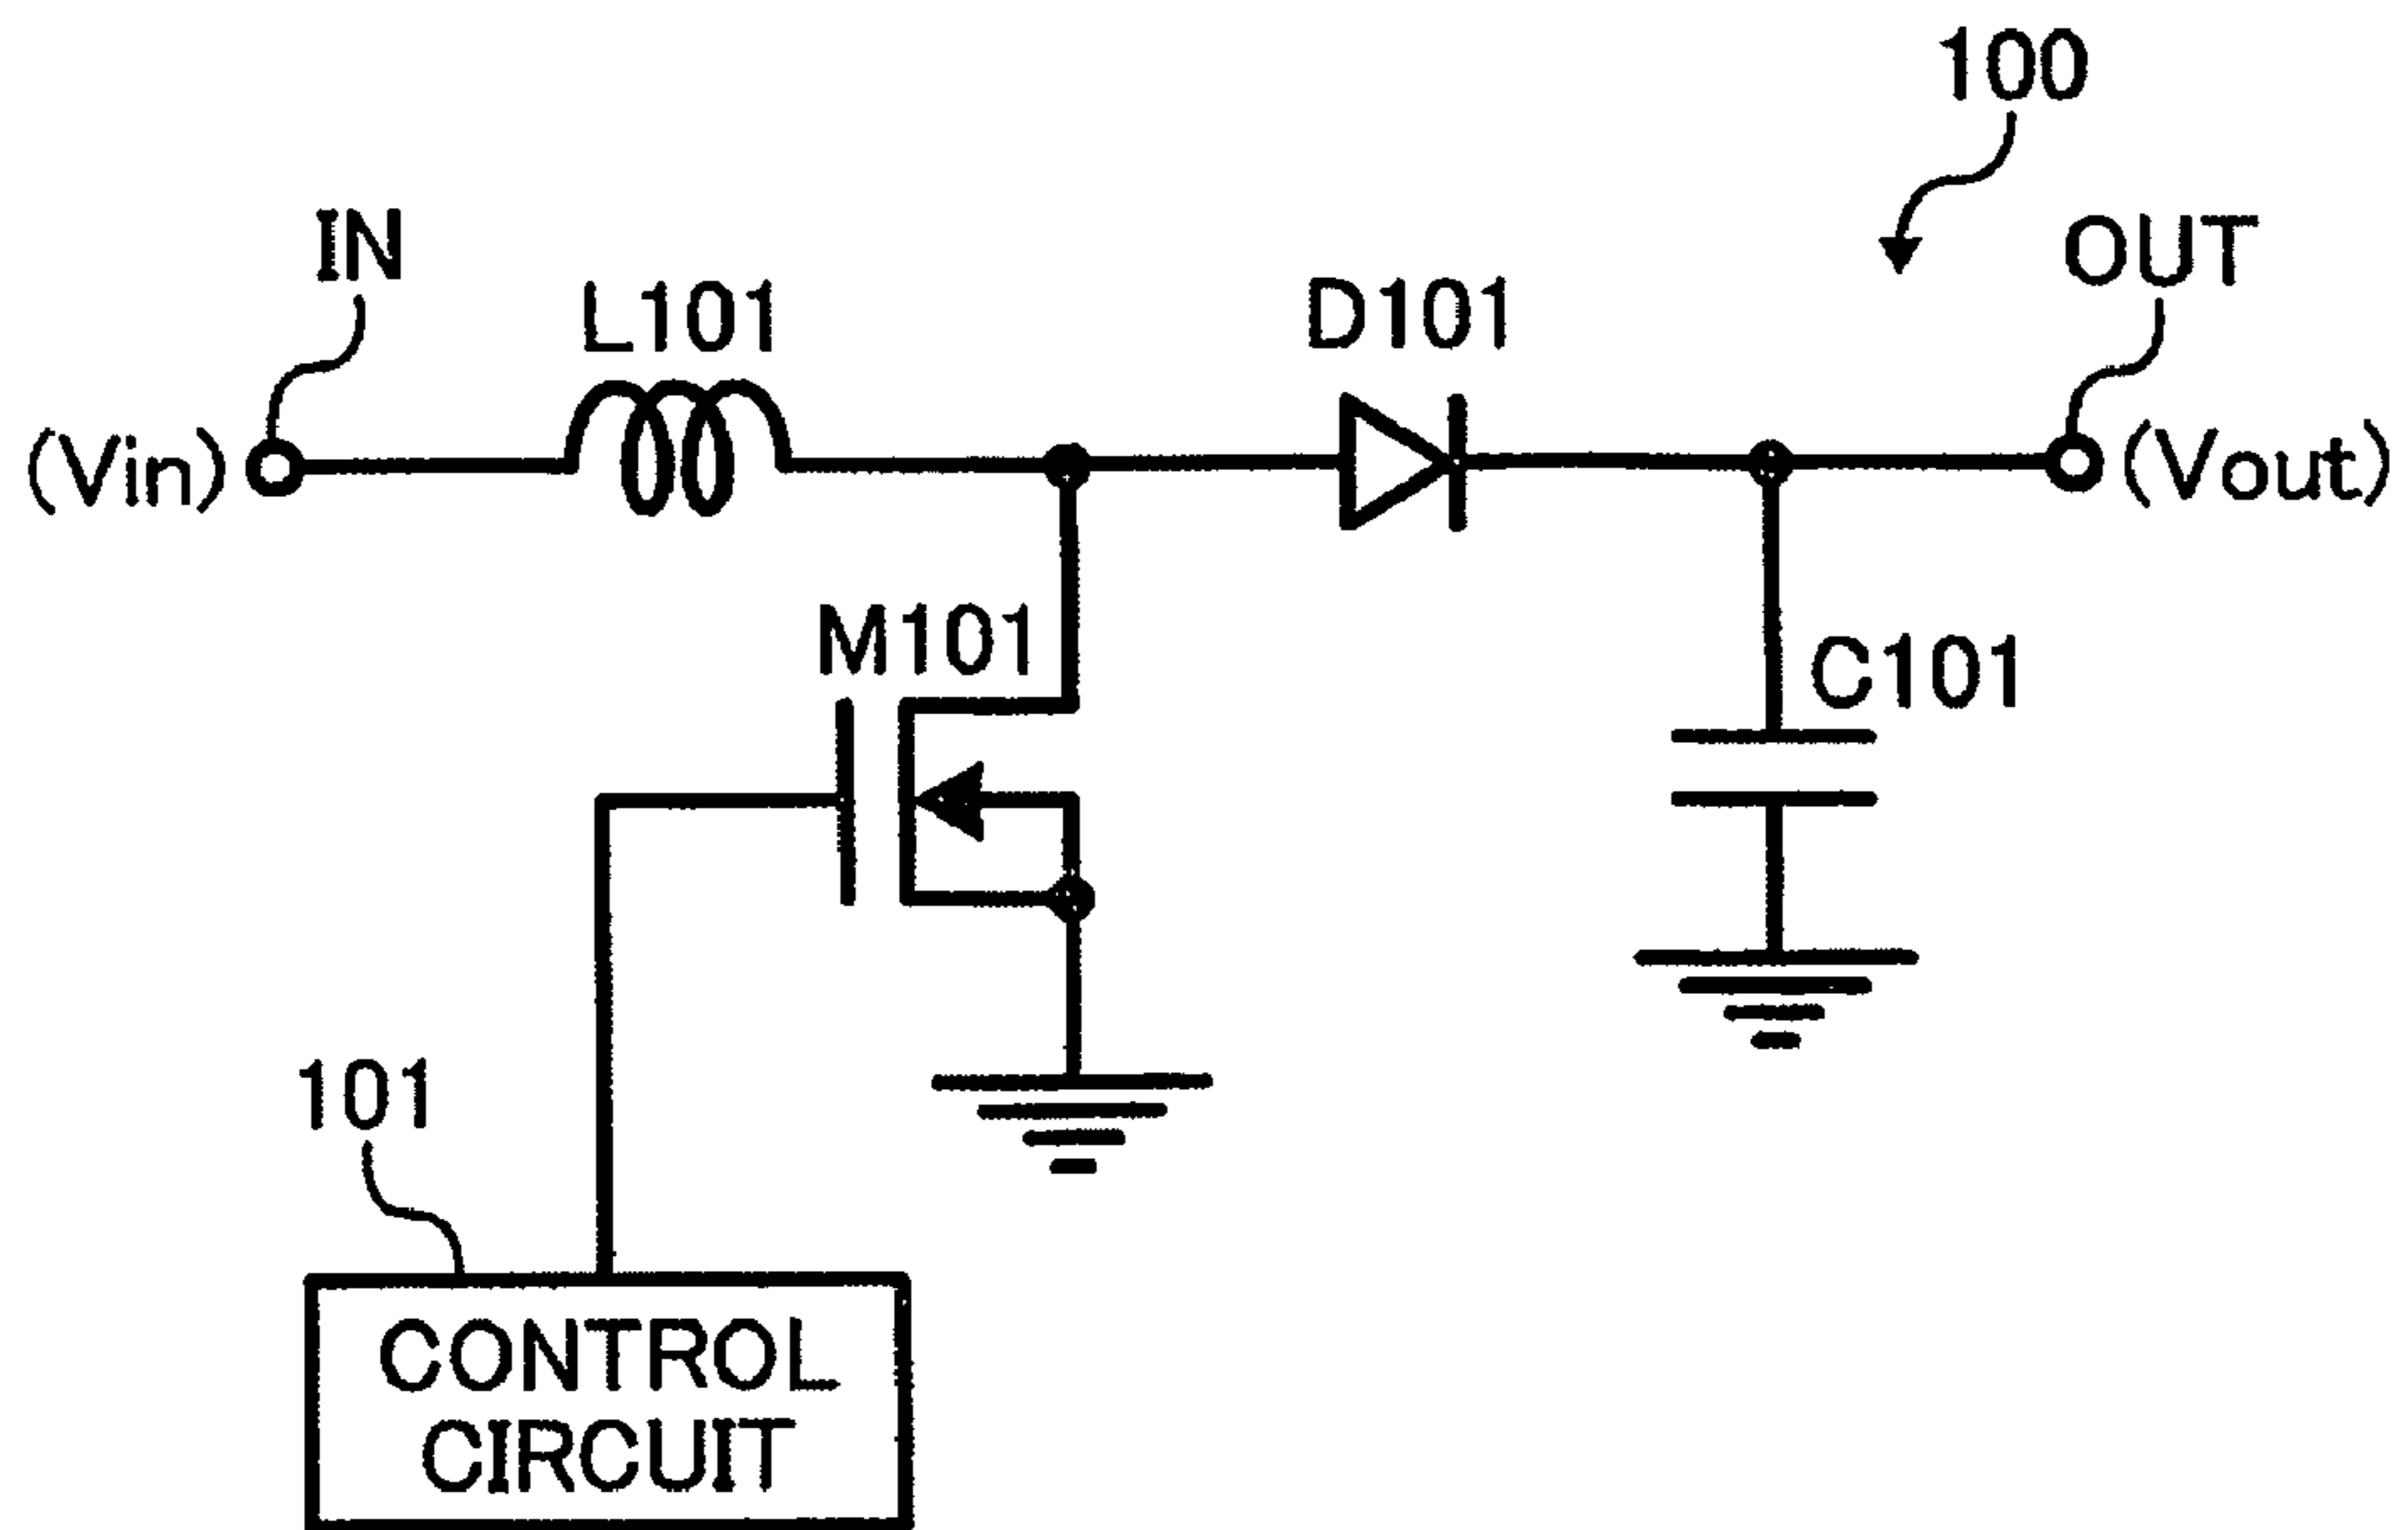 100
IN
OUT
L101
D101
(Vin)
(Vout)
M101
C101
101
CONTROL
CIRCUIT